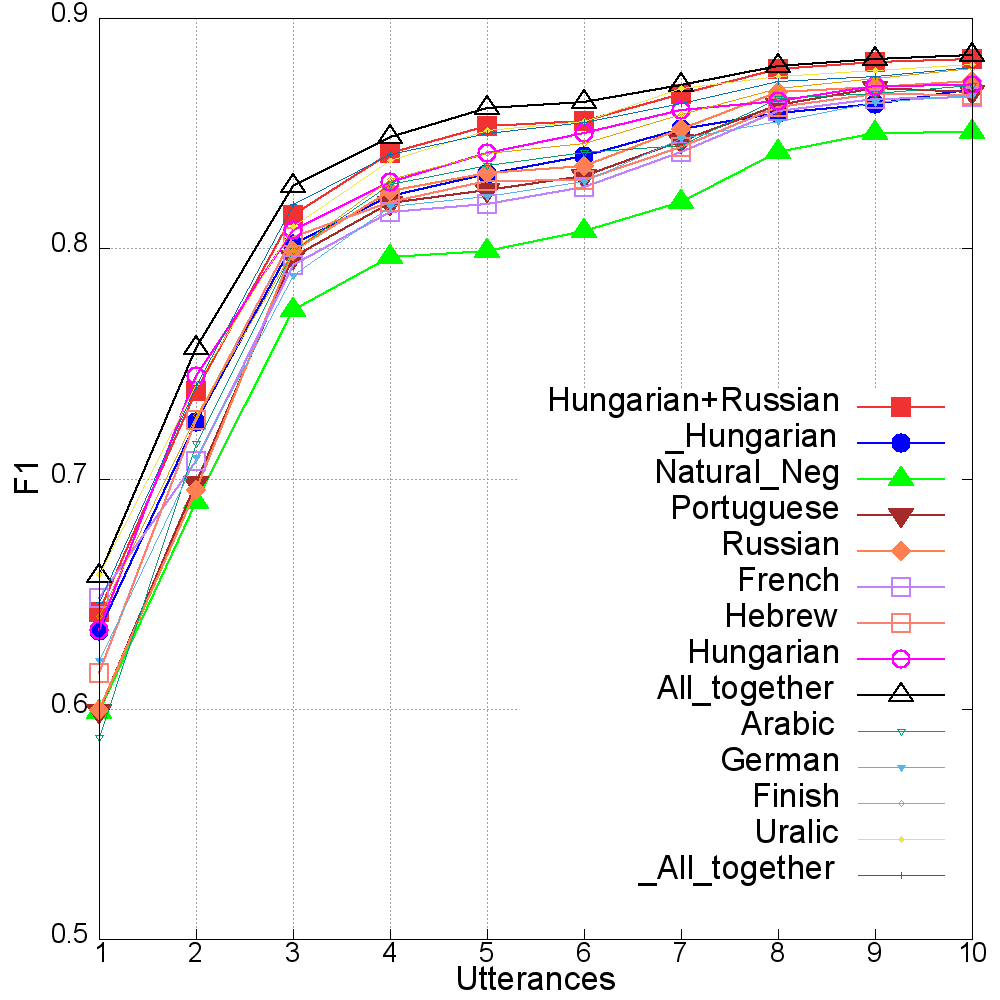 0.9
0.8
0.7
0.6
0.5
F1
Hungarian+Russian
_Hungarian
Natural_Neg
Portuguese
Russian
French
Hebrew
Hungarian
All_together
Arabic
German
Finish
Uralic
_All_together
1 2 3 4 5 6 7 8 9 10
Utterances